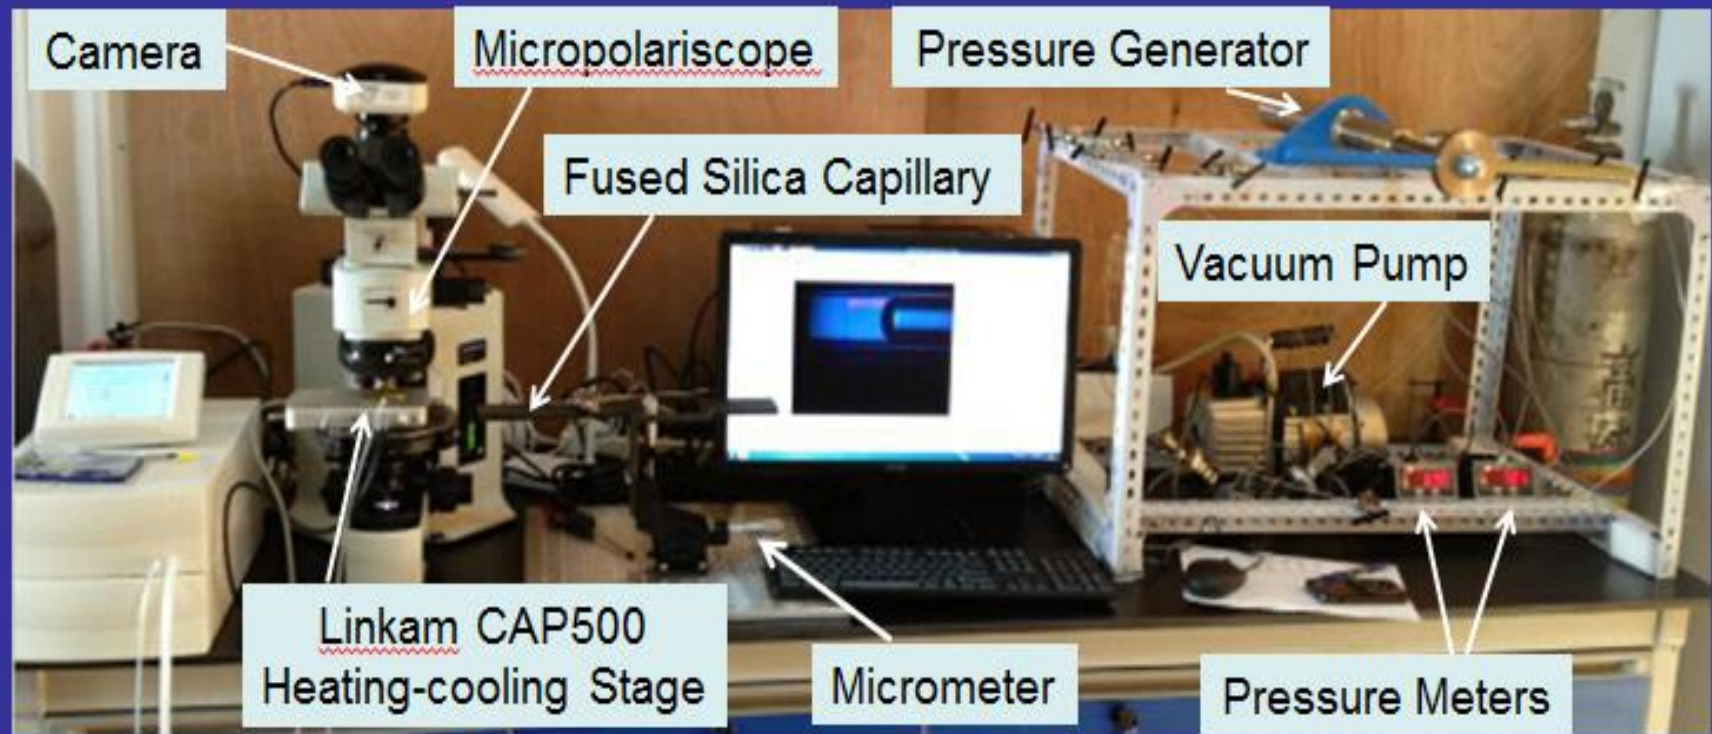 Camera
Micropolariscope
Pressure Generator
Fused Silica Capillary
Vacuum Pump
Linkam CAP500
Heating-cooling Stage
Micrometer
Pressure Meters